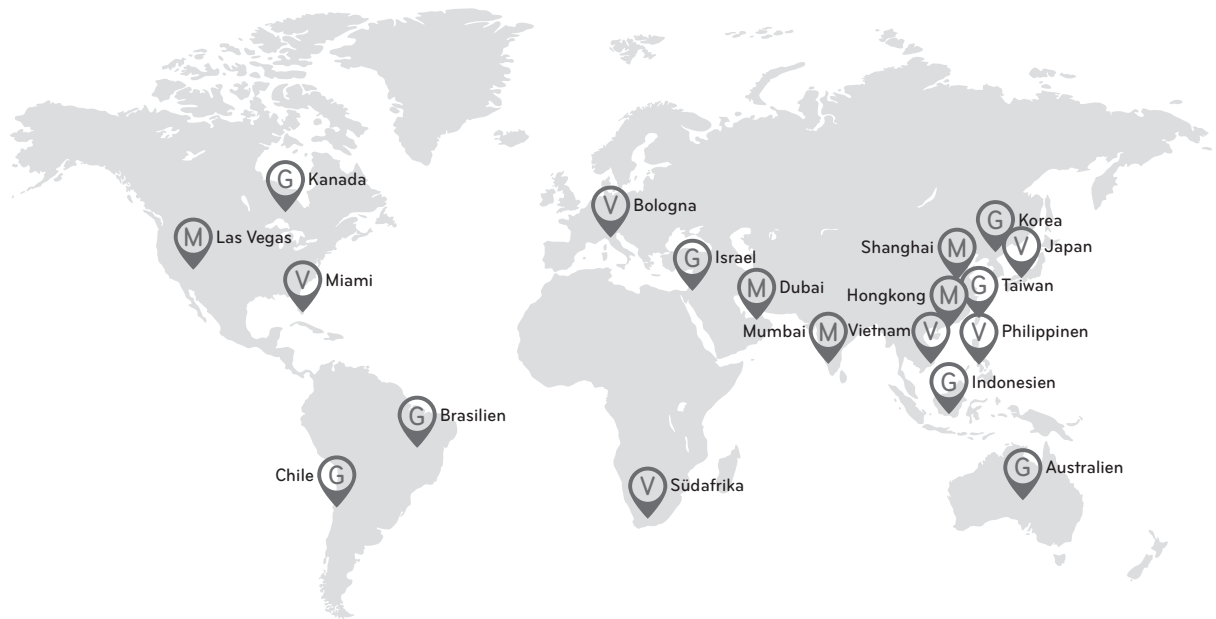 G Kanada
M Las Vegas
V Miami
G Brasilien
Chile G
V Bologna
G Israel
M Dubai
Mumbai M
V Südafrika
G Korea
Shanghai M
V Japan
Hongkong M
G Taiwan
Vietnam V
V Philippinen
G Indonesien
G Australien